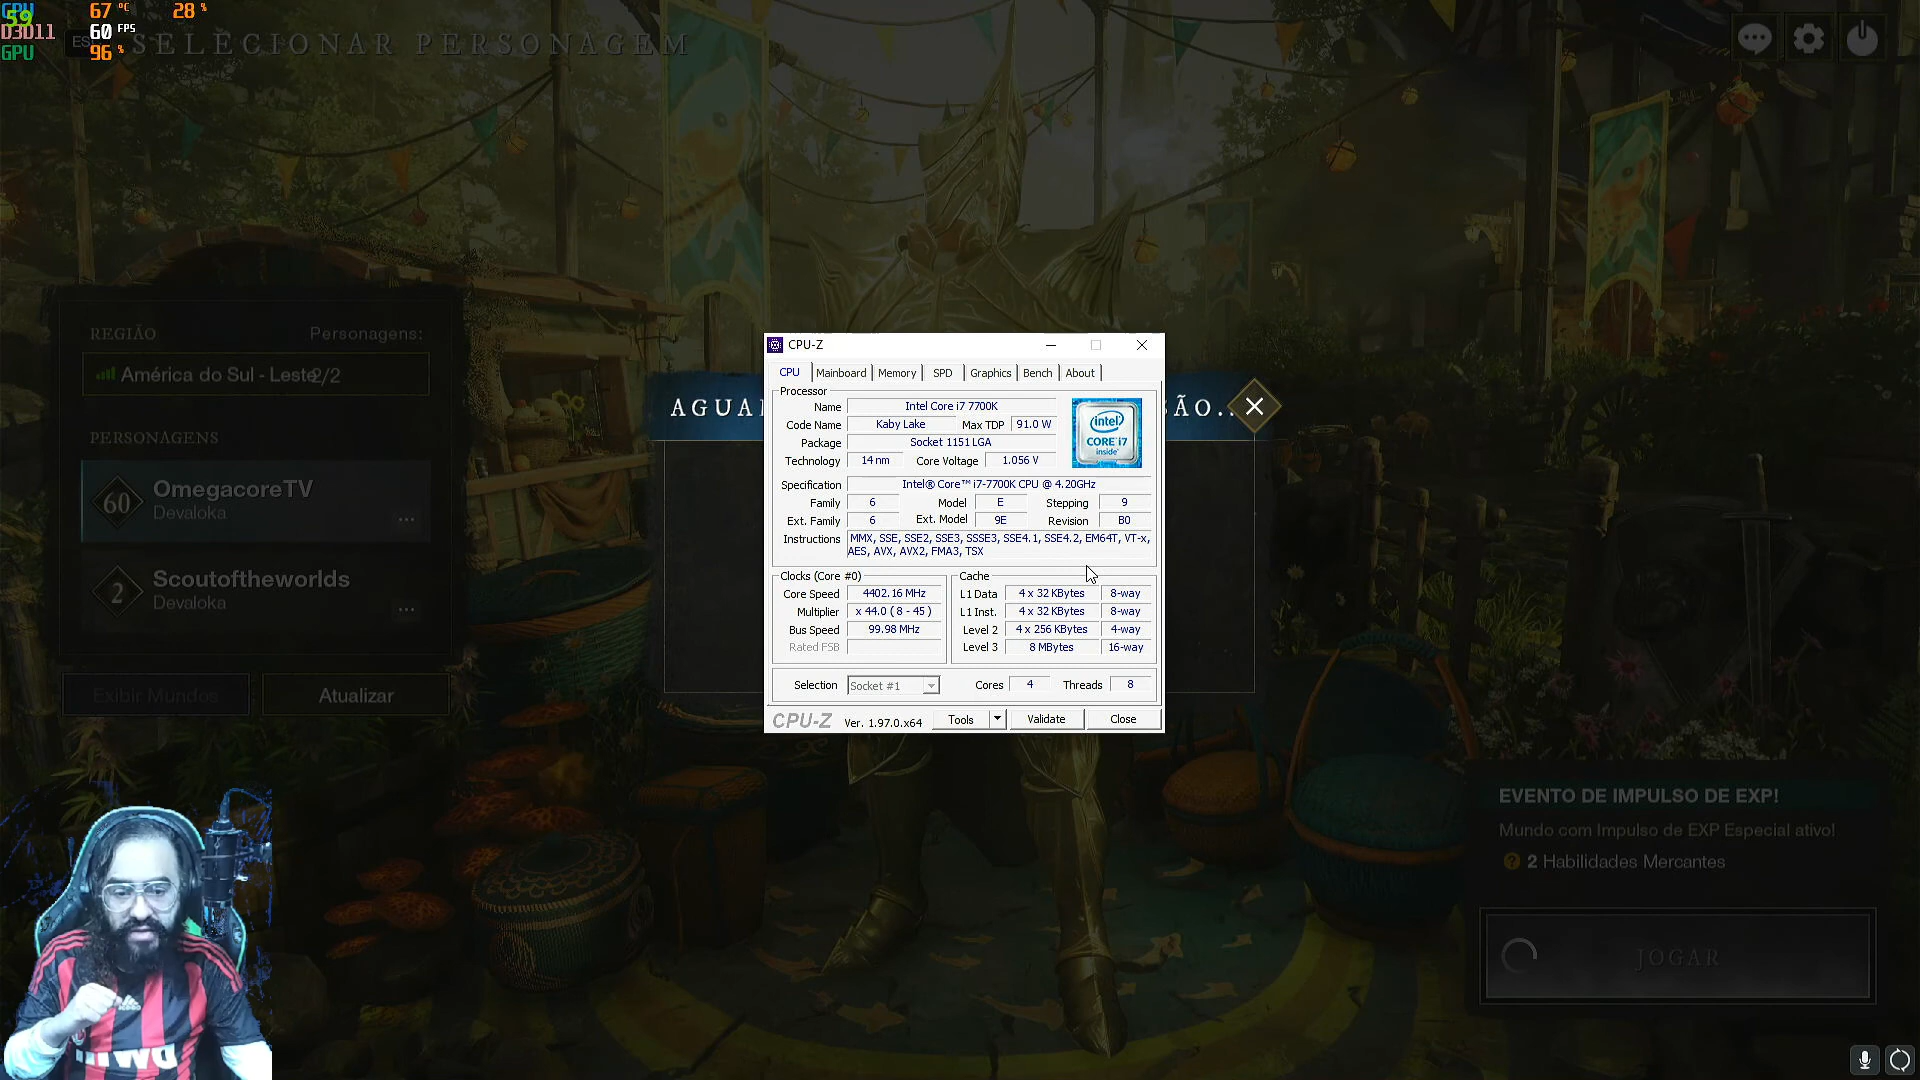 CPU 67 °C 28 %
59
D3D11 60 FPS
GPU 96 %
ES
SELECIONAR PERSONAGEM
REGIÃO Personagens:
América do Sul - Leste 2/2
PERSONAGENS
60 OmegacoreTV
Devaloka
...
2 Scoutoftheworlds
Devaloka
...
Exibir Mundos Atualizar
AGUA
ÃO..
CPU-Z
CPU Mainboard Memory SPD Graphics Bench About
Processor
Name Intel Core i7 7700K
Code Name Kaby Lake Max TDP 91.0 W
Package Socket 1151 LGA
Technology 14 nm Core Voltage 1.056 V
intel
CORE i7
inside™
Specification Intel® Core™ i7-7700K CPU @ 4.20GHz
Family 6 Model E Stepping 9
Ext. Family 6 Ext. Model 9E Revision B0
Instructions MMX, SSE, SSE2, SSE3, SSSE3, SSE4.1, SSE4.2, EM64T, VT-x,
AES, AVX, AVX2, FMA3, TSX
Clocks (Core #0)
Core Speed 4402.16 MHz
Multiplier x 44.0 ( 8 - 45 )
Bus Speed 99.98 MHz
Rated FSB
Cache
L1 Data 4 x 32 KBytes 8-way
L1 Inst. 4 x 32 KBytes 8-way
Level 2 4 x 256 KBytes 4-way
Level 3 8 MBytes 16-way
Selection Socket #1 Cores 4 Threads 8
CPU-Z Ver. 1.97.0.x64 Tools Validate Close
EVENTO DE IMPULSO DE EXP!
Mundo com Impulso de EXP Especial ativo!
2 Habilidades Mercantes
JOGAR